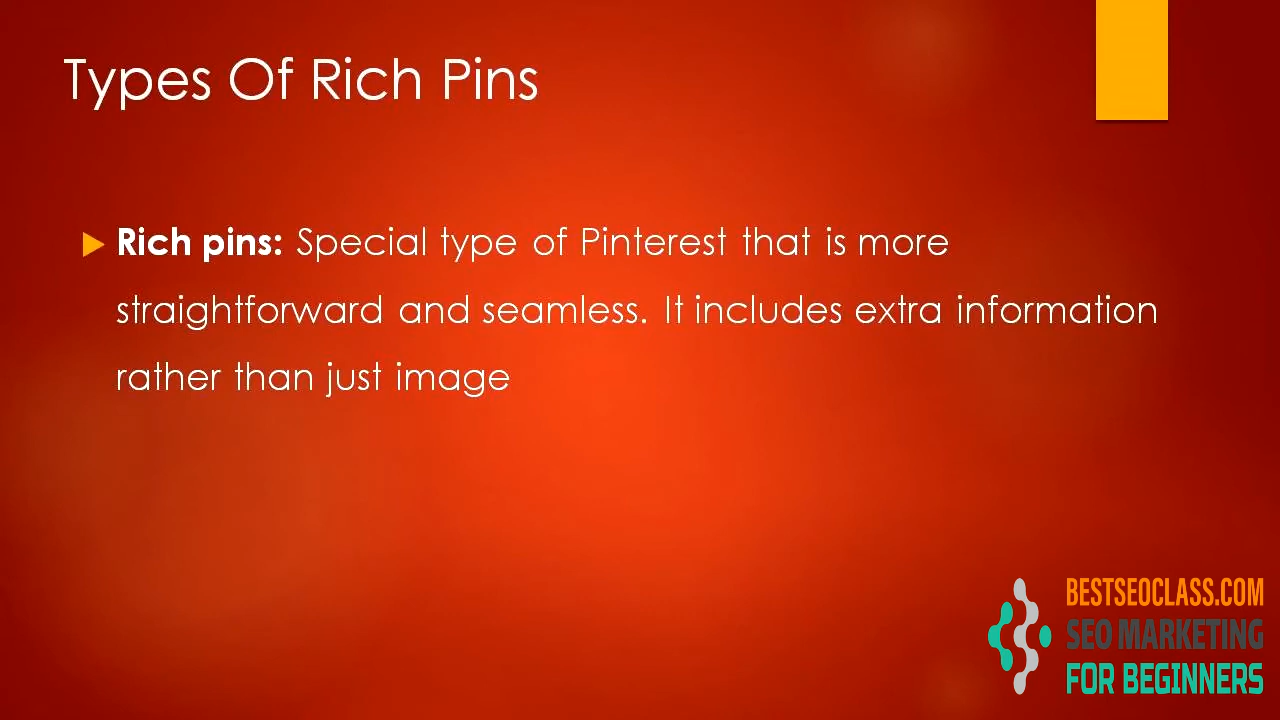 Types Of Rich Pins
Rich pins: Special type of Pinterest that is more
straightforward and seamless. It includes extra information
rather than just image
BESTSEOCLASS.COM
SEO MARKETING
FOR BEGINNERS